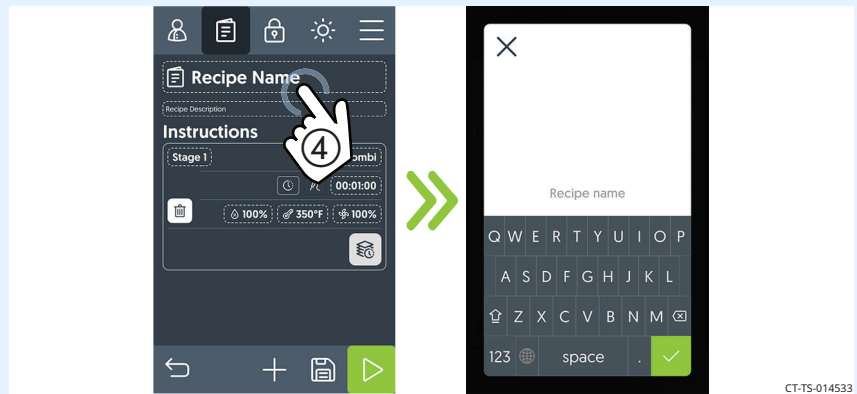 Recipe Name
Recipe Description
Instructions
Stage 1
ombi
00:01:00
100%
350°F
100%
4
Recipe name
Q W E R T Y U I O P
A S D F G H J K L
Z X C V B N M
123
space
.
CT-TS-014533